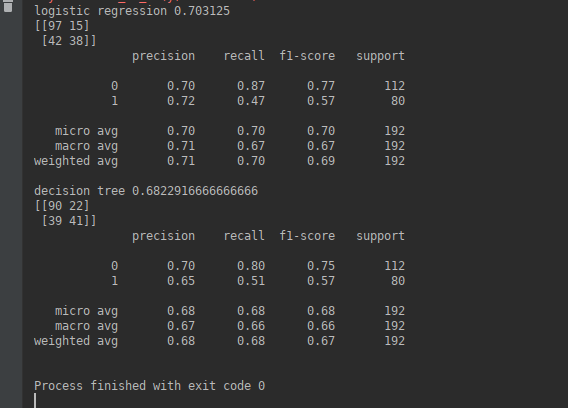 logistic regression 0.703125
[[97 15]
 [42 38]]
              precision    recall  f1-score   support

           0       0.70      0.87      0.77       112
           1       0.72      0.47      0.57        80

   micro avg       0.70      0.70      0.70       192
   macro avg       0.71      0.67      0.67       192
weighted avg       0.71      0.70      0.69       192

decision tree 0.6822916666666666
[[90 22]
 [39 41]]
              precision    recall  f1-score   support

           0       0.70      0.80      0.75       112
           1       0.65      0.51      0.57        80

   micro avg       0.68      0.68      0.68       192
   macro avg       0.67      0.66      0.66       192
weighted avg       0.68      0.68      0.67       192

Process finished with exit code 0